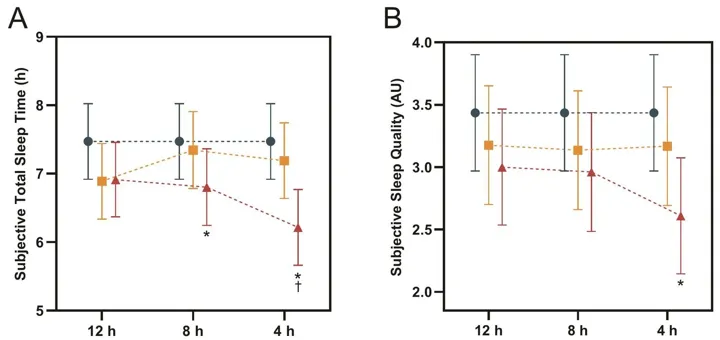 A
Subjective Total Sleep Time (h)
9
8
7
6
5
*
*
†
12 h 8 h 4 h
B
Subjective Sleep Quality (AU)
4.0
3.5
3.0
2.5
2.0
*
12 h 8 h 4 h